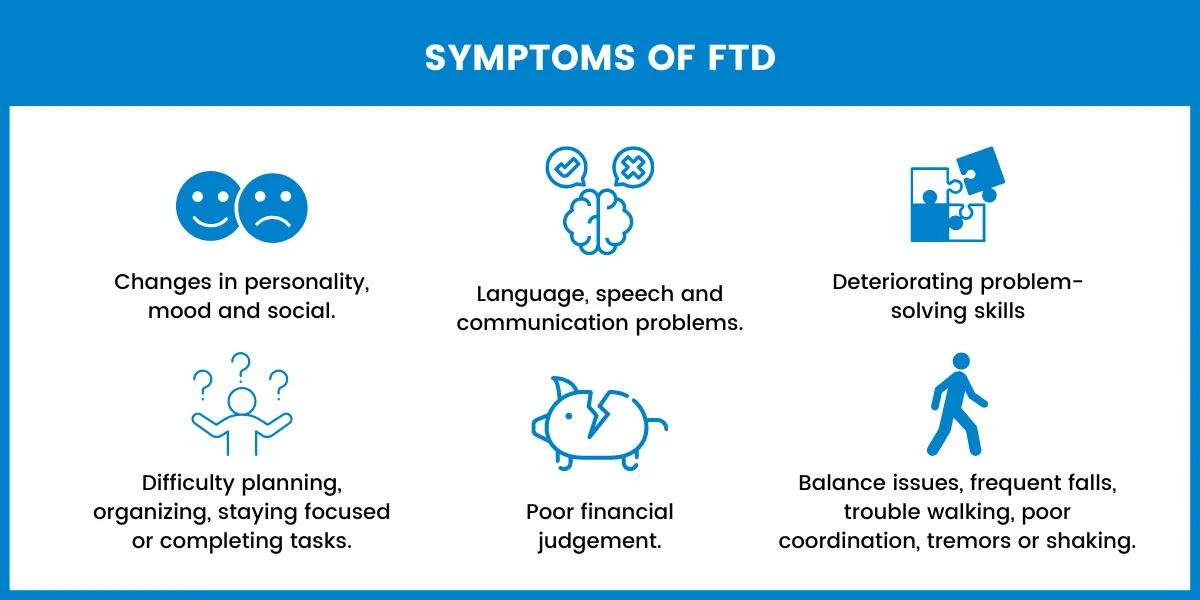 SYMPTOMS OF FTD
Changes in personality,
mood and social.
Language, speech and
communication problems.
Deteriorating problem-
solving skills
? ? ?
Difficulty planning,
organizing, staying focused
or completing tasks.
Poor financial
judgement.
Balance issues, frequent falls,
trouble walking, poor
coordination, tremors or shaking.